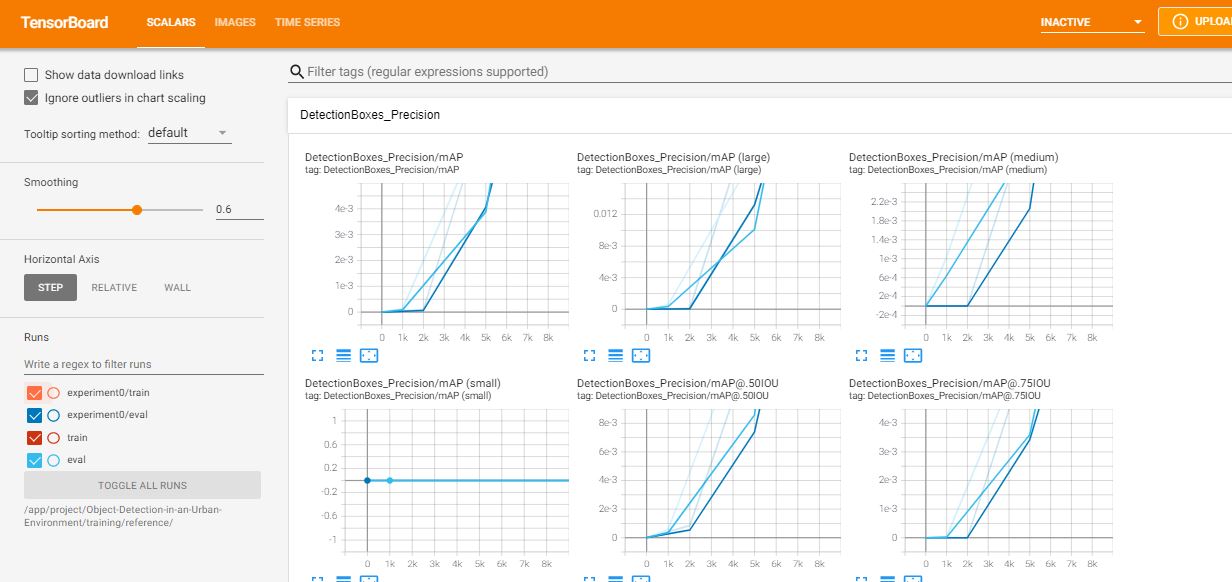 TensorBoard SCALARS IMAGES TIME SERIES INACTIVE UPLOA
Show data download links
Ignore outliers in chart scaling
Tooltip sorting method: default
Smoothing
0.6
Horizontal Axis
STEP RELATIVE WALL
Runs
Write a regex to filter runs
experiment0/train
experiment0/eval
train
eval
TOGGLE ALL RUNS
/app/project/Object-Detection-in-an-Urban-
Environment/training/reference/
Filter tags (regular expressions supported)
DetectionBoxes_Precision
DetectionBoxes_Precision/mAP
tag: DetectionBoxes_Precision/mAP
4e-3
3e-3
2e-3
1e-3
0
0 1k 2k 3k 4k 5k 6k 7k 8k
DetectionBoxes_Precision/mAP (large)
tag: DetectionBoxes_Precision/mAP
(large)
0.012
8e-3
4e-3
0
0 1k 2k 3k 4k 5k 6k 7k 8k
DetectionBoxes_Precision/mAP (medium)
tag: DetectionBoxes_Precision/mAP
(medium)
2.2e-3
1.8e-3
1.4e-3
1e-3
6e-4
2e-4
-2e-4
0 1k 2k 3k 4k 5k 6k 7k 8k
DetectionBoxes_Precision/mAP (small)
tag: DetectionBoxes_Precision/mAP
(small)
1
0.6
0.2
-0.2
-0.6
-1
0 1k 2k 3k 4k 5k 6k 7k 8k
DetectionBoxes_Precision/mAP@.50IOU
tag: DetectionBoxes_Precision/mAP@.50IOU
8e-3
6e-3
4e-3
2e-3
0
0 1k 2k 3k 4k 5k 6k 7k 8k
DetectionBoxes_Precision/mAP@.75IOU
tag: DetectionBoxes_Precision/mAP@.75IOU
4e-3
3e-3
2e-3
1e-3
0
0 1k 2k 3k 4k 5k 6k 7k 8k